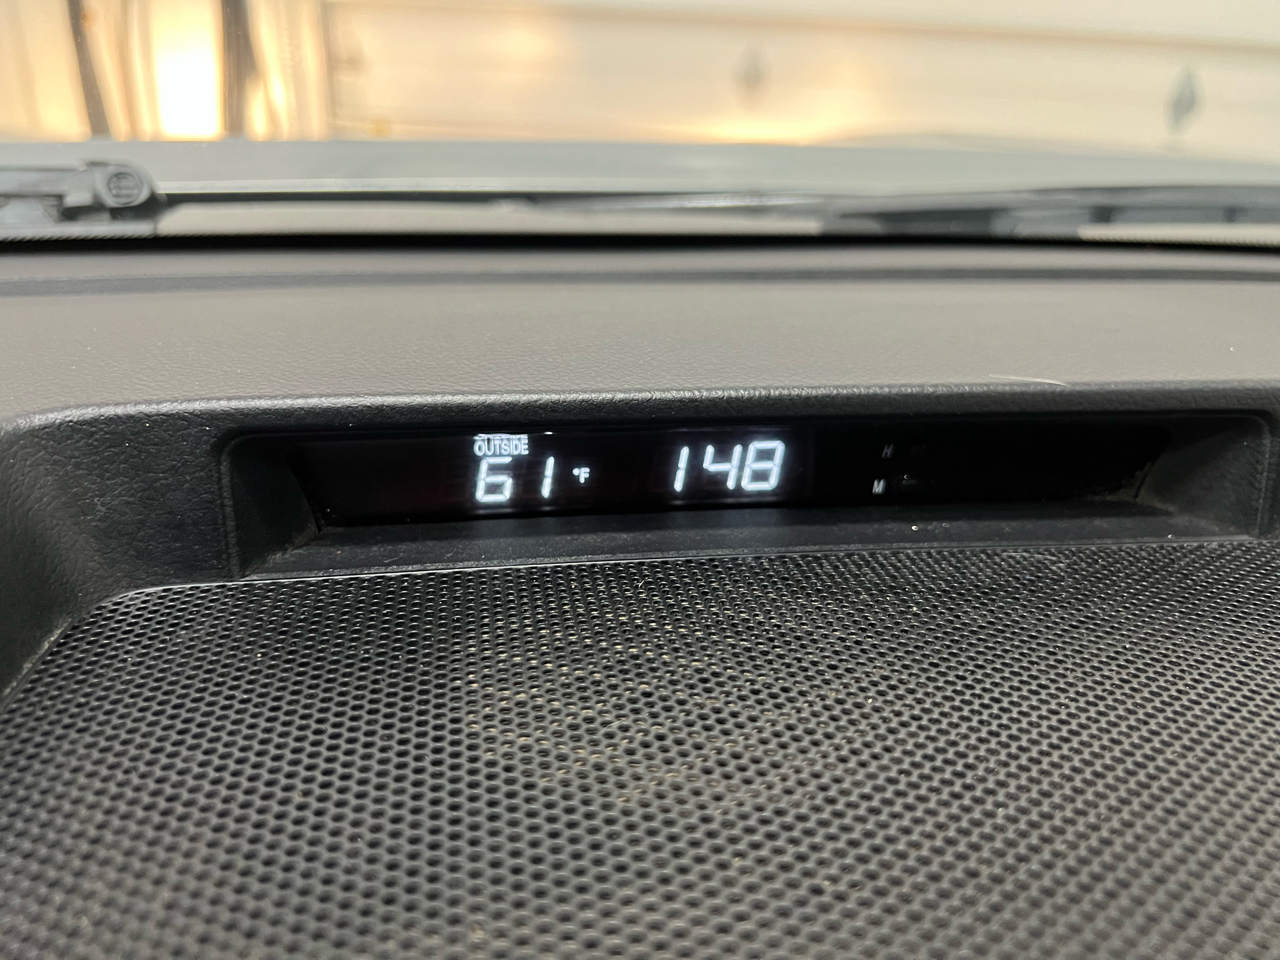 OUTSIDE
61 °F 148
H
M